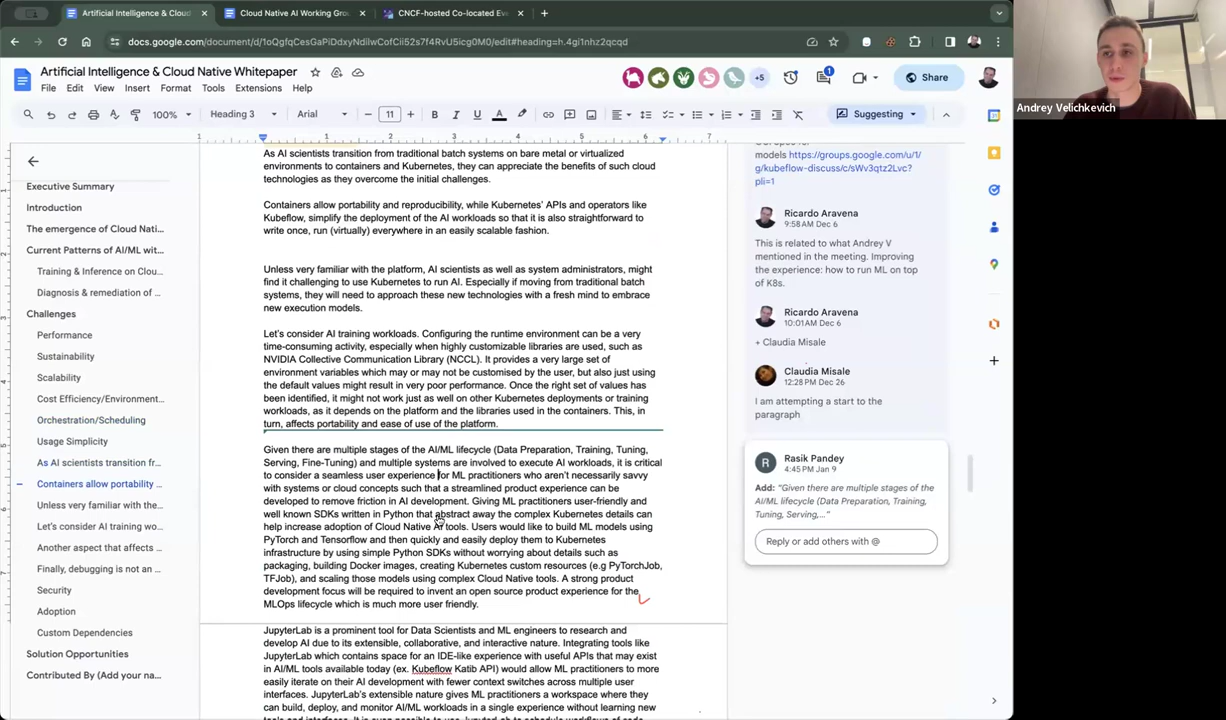 Artificial Intelligence & Cloud
Cloud Native AI Working Gro
CNCF-hosted Co-located Eve
docs.google.com/document/d/1oQgfqCesGaPiDdxyNdilwCofCii52s7f4RvU5icg0M0/edit#heading=h.4gi1nhz2qcqd
Artificial Intelligence & Cloud Native Whitepaper
+5
1
Share
File Edit View Insert Format Tools Extensions Help
100%
Heading 3
Arial
11
B I U A
Suggesting
Andrey Velichkevich
1 1 2 3 4 5 6 7
Executive Summary
Introduction
The emergence of Cloud Nati...
Current Patterns of AI/ML wit...
Training & Inference on Clou...
Diagnosis & remediation of ...
Challenges
Performance
Sustainability
Scalability
Cost Efficiency/Environment...
Orchestration/Scheduling
Usage Simplicity
As AI scientists transition fr...
Containers allow portability ...
Unless very familiar with the ...
Let's consider AI training wo...
Another aspect that affects ...
Finally, debugging is not an ...
Security
Adoption
Custom Deployments
Solution Opportunities
Contributed By (Add your na...
As AI scientists transition from traditional batch systems on bare metal or virtualized
environments to containers and Kubernetes, they can appreciate the benefits of such cloud
technologies as they overcome the initial challenges.
Containers allow portability and reproducibility, while Kubernetes' APIs and operators like
Kubeflow, simplify the deployment of the AI workloads so that it is also straightforward to
write once, run (virtually) everywhere in an easily scalable fashion.
Unless very familiar with the platform, AI scientists as well as system administrators, might
find it challenging to use Kubernetes to run AI. Especially if moving from traditional batch
systems, they will need to approach these new technologies with a fresh mind to embrace
new execution models.
Let's consider AI training workloads. Configuring the runtime environment can be a very
time-consuming activity, especially when highly customizable libraries are used, such as
NVIDIA Collective Communication Library (NCCL). It provides a very large set of
environment variables which may or may not be customised by the user, but also just using
the default values might result in very poor performance. Once the right set of values has
been identified, it might not work just as well on other Kubernetes deployments or training
workloads, as it depends on the platform and the libraries used in the containers. This, in
turn, affects portability and ease of use of the platform.
Given there are multiple stages of the AI/ML lifecycle (Data Preparation, Training, Tuning,
Serving, Fine-Tuning) and multiple systems are involved to execute AI workloads, it is critical
to consider a seamless user experience for ML practitioners who aren't necessarily savvy
with systems or cloud concepts such that a streamlined product experience can be
developed to remove friction in AI development. Giving ML practitioners user-friendly and
well known SDKs written in Python that abstract away the complex Kubernetes details can
help increase adoption of Cloud Native AI tools. Users would like to build ML models using
PyTorch and Tensorflow and then quickly and easily deploy them to Kubernetes
infrastructure by using simple Python SDKs without worrying about details such as
packaging, building Docker images, creating Kubernetes custom resources (e.g PyTorchJob,
TFJob), and scaling those models using complex Cloud Native tools. A strong product
development focus will be required to invent an open source product experience for the
MLOps lifecycle which is much more user friendly.
JupyterLab is a prominent tool for Data Scientists and ML engineers to research and
develop AI due to its extensible, collaborative, and interactive nature. Integrating tools like
JupyterLab which contains space for an IDE-like experience with useful APIs that may exist
in AI/ML tools available today (ex. Kubeflow Katib API) would allow ML practitioners to more
easily iterate on their AI development with fewer context switches across multiple user
interfaces. JupyterLab's extensible nature gives ML practitioners a workspace where they
can build, deploy, and monitor AI/ML workloads in a single experience without learning new
models https://groups.google.com/u/1/
g/kubeflow-discuss/c/sWv3qtz2Lvc?
pli=1
Ricardo Aravena
9:58 AM Dec 6
This is related to what Andrey V
mentioned in the meeting. Improving
the experience: how to run ML on top
of K8s.
Ricardo Aravena
10:01 AM Dec 6
+ Claudia Misale
Claudia Misale
12:28 PM Dec 26
I am attempting a start to the
paragraph
R
Rasik Pandey
4:45 PM Jan 9
Add: "Given there are multiple stages of the
AI/ML lifecycle (Data Preparation, Training,
Tuning, Serving,..."
Reply or add others with @